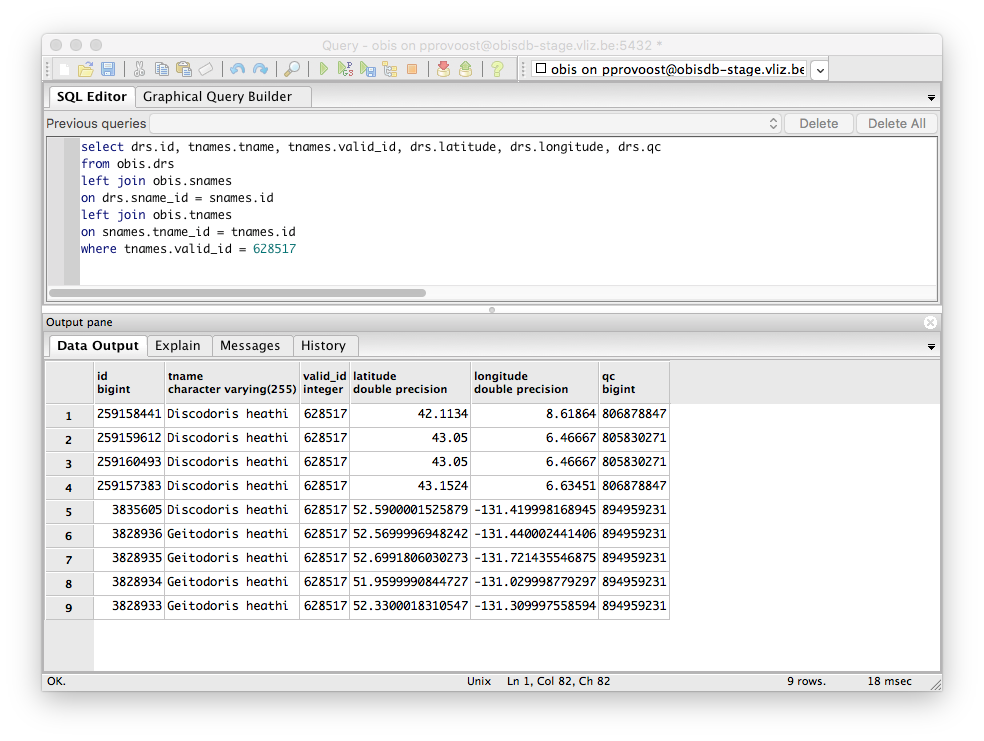 Query - obis on pprovoost@obisdb-stage.vliz.be:5432 *
obis on pprovoost@obisdb-stage.vliz.be
SQL Editor Graphical Query Builder
Previous queries Delete Delete All
select drs.id, tnames.tname, tnames.valid_id, drs.latitude, drs.longitude, drs.qc
from obis.drs
left join obis.snames
on drs.sname_id = snames.id
left join obis.tnames
on snames.tname_id = tnames.id
where tnames.valid_id = 628517
Output pane
Data Output Explain Messages History
id tname valid_id latitude longitude qc
bigint character varying(255) integer double precision double precision bigint
1 259158441 Discodoris heathi 628517 42.1134 8.61864 806878847
2 259159612 Discodoris heathi 628517 43.05 6.46667 805830271
3 259160493 Discodoris heathi 628517 43.05 6.46667 805830271
4 259157383 Discodoris heathi 628517 43.1524 6.63451 806878847
5 3835605 Discodoris heathi 628517 52.5900001525879 -131.419998168945 894959231
6 3828936 Geitodoris heathi 628517 52.5699996948242 -131.440002441406 894959231
7 3828935 Geitodoris heathi 628517 52.6991806030273 -131.721435546875 894959231
8 3828934 Geitodoris heathi 628517 51.9599990844727 -131.029998779297 894959231
9 3828933 Geitodoris heathi 628517 52.3300018310547 -131.309997558594 894959231
OK. Unix Ln 1, Col 82, Ch 82 9 rows. 18 msec